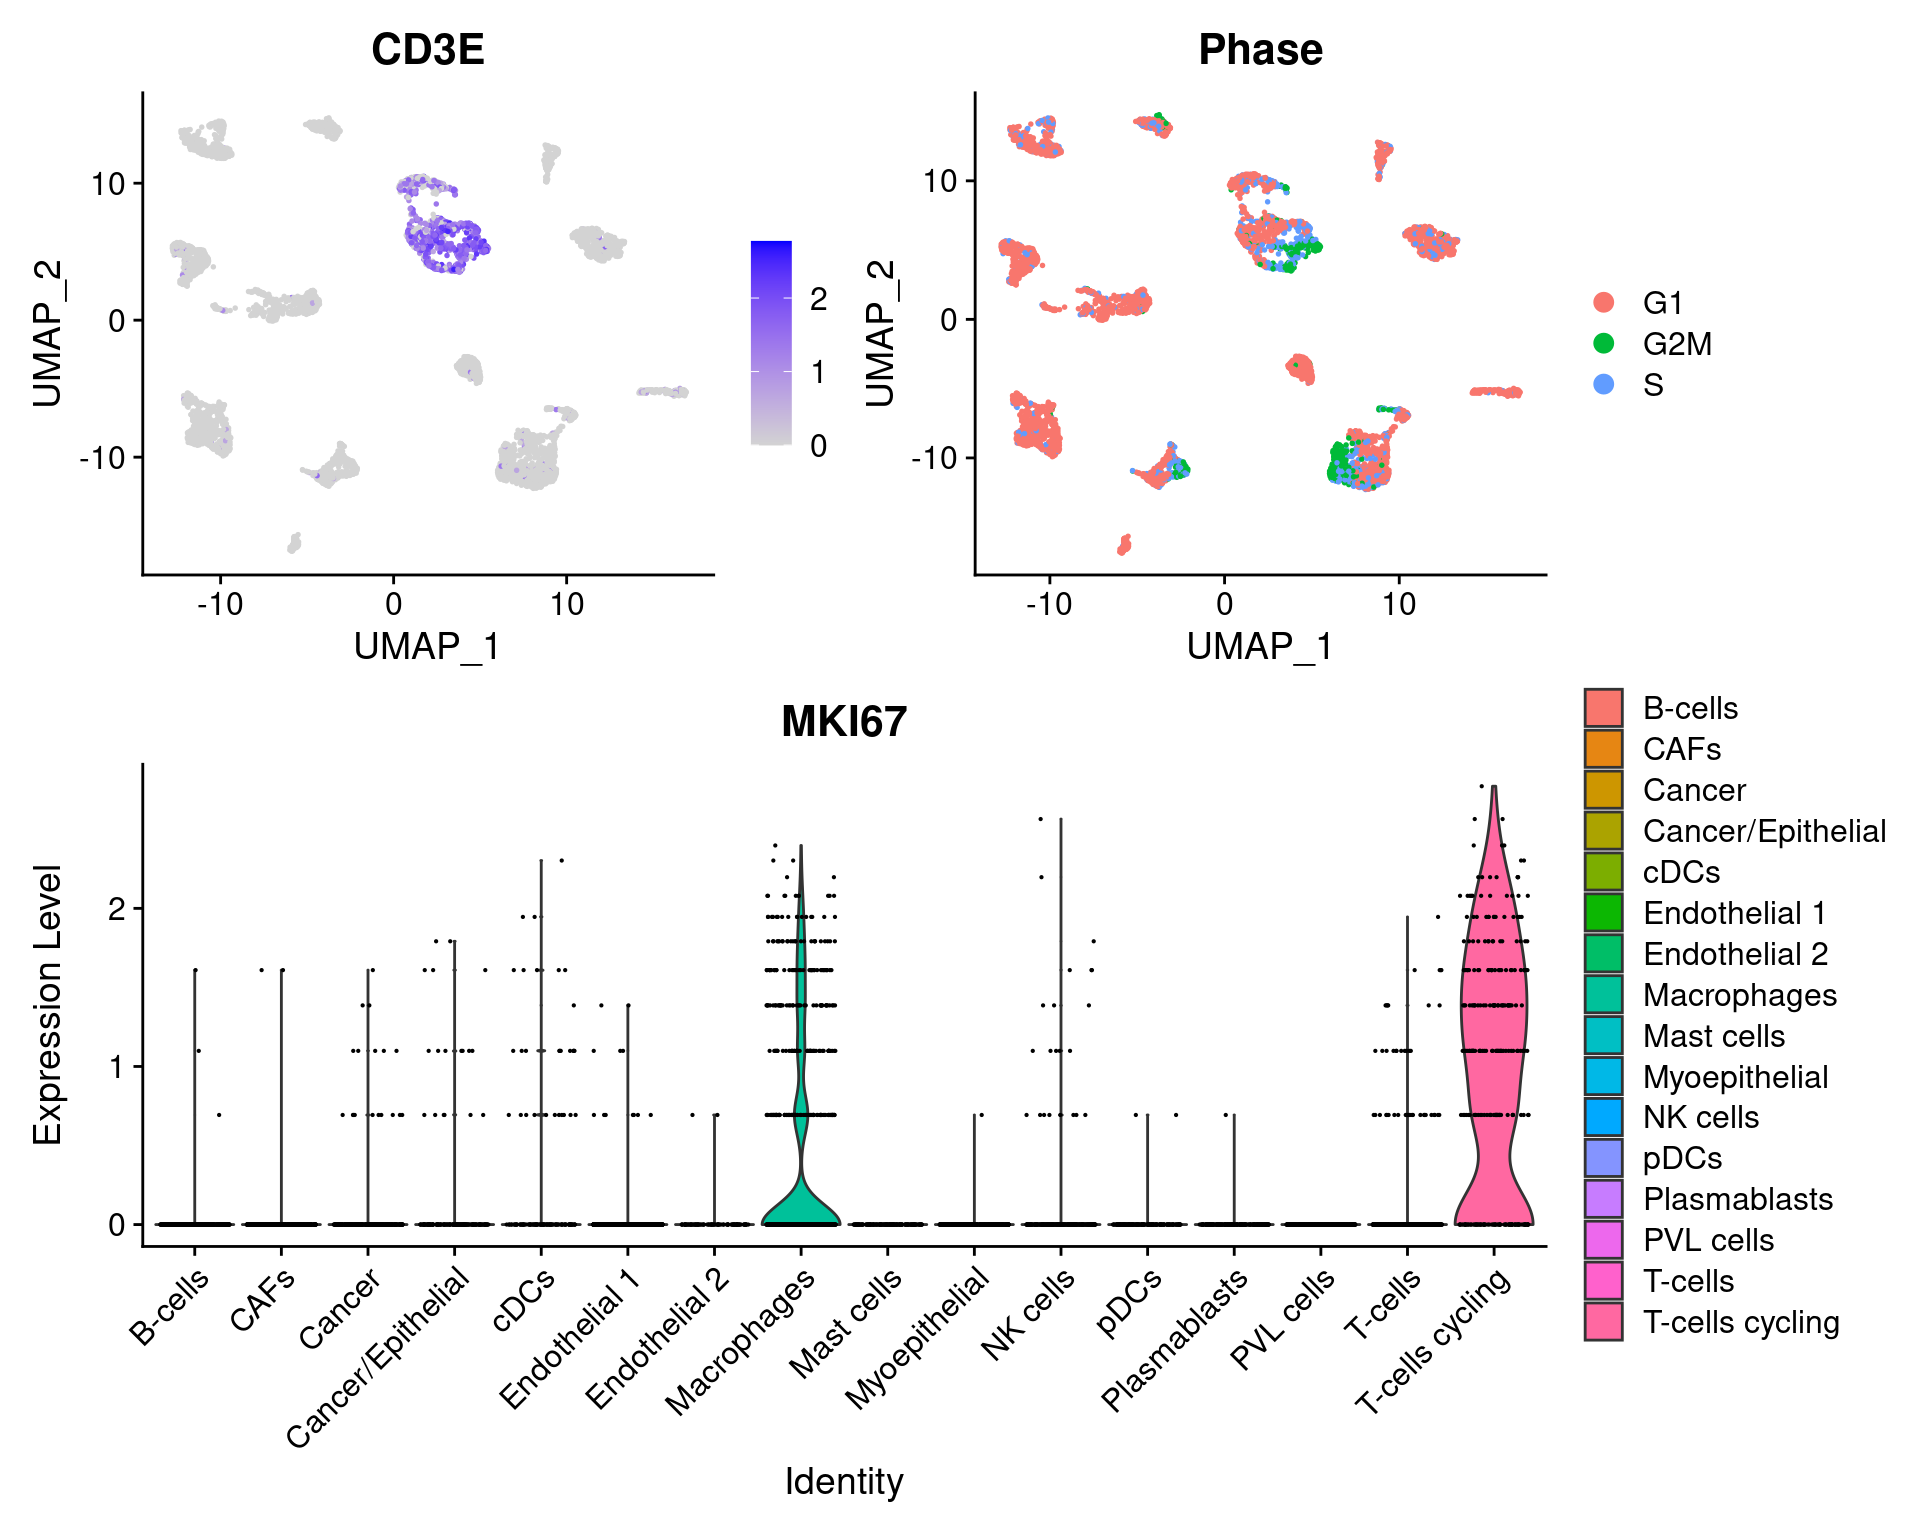 CD3E
10
0
-10
UMAP_2
-10
0
10
UMAP_1
2
1
0
Phase
10
0
-10
UMAP_2
-10
0
10
UMAP_1
G1
G2M
S
MKI67
Expression Level
2
1
0
B-cells
CAFs
Cancer
Cancer/Epithelial
cDCs
Endothelial 1
Endothelial 2
Macrophages
Mast cells
Myoepithelial
NK cells
pDCs
Plasmablasts
PVL cells
T-cells
T-cells cycling
Identity
B-cells
CAFs
Cancer
Cancer/Epithelial
cDCs
Endothelial 1
Endothelial 2
Macrophages
Mast cells
Myoepithelial
NK cells
pDCs
Plasmablasts
PVL cells
T-cells
T-cells cycling